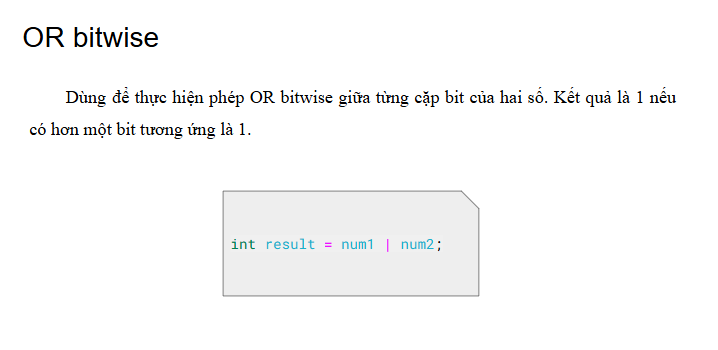 OR bitwise
Dùng để thực hiện phép OR bitwise giữa từng cặp bit của hai số. Kết quả là 1 nếu
có hơn một bit tương ứng là 1.
int result = num1 | num2;